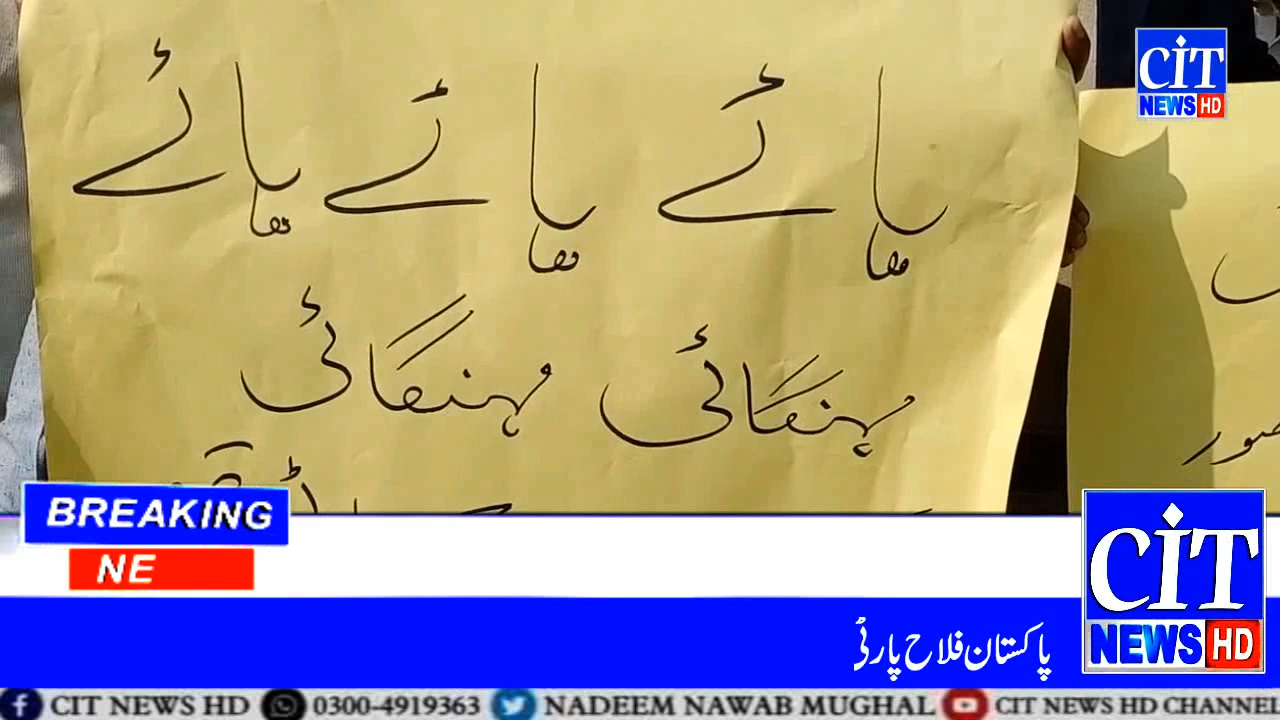 ہائے ہائے ہائے
مہنگائی مہنگائی
صور
CiT
NEWS HD
BREAKING
NE
پاکستان فلاح پارٹی
CiT
NEWS HD
CIT NEWS HD 0300-4919363 NADEEM NAWAB MUGHAL CIT NEWS HD CHANNEL